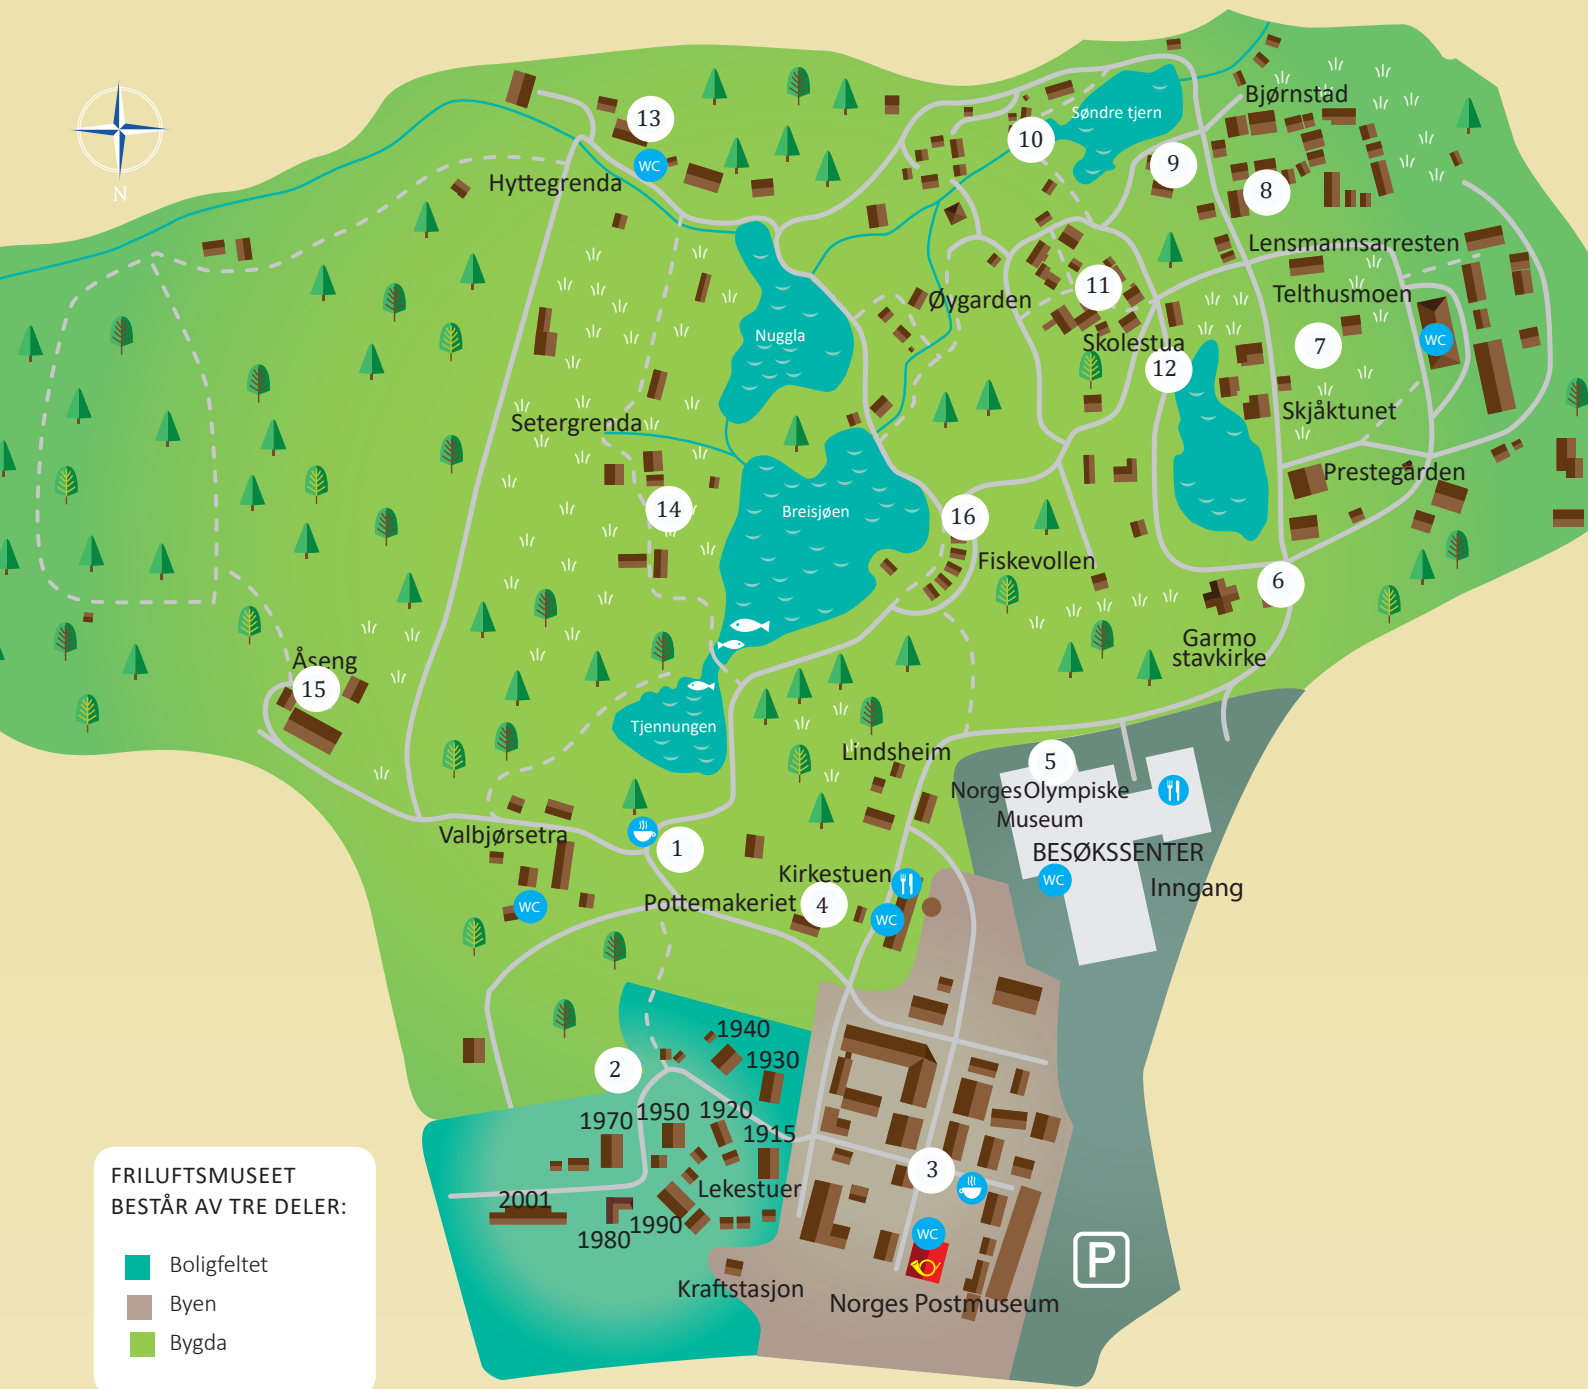 Bjørnstad
Søndre tjern
13
10
WC
9
Hyttegrenda
8
N
Lensmannsarresten
11
Øygarden
Telthusmoen
Nuggla
Skolestua
7
WC
12
Setergrenda
Skjåktunet
Prestegården
14
Breisjøen
16
Fiskevollen
6
Garmo
stavkirke
Åseng
15
Tjennungen
Lindsheim
5
Norges Olympiske
Museum
Valbjørsetra
1
BESØKSSENTER
Kirkestuen
WC
Inngang
Pottemakeriet
4
WC
WC
1940
2
1930
1970
1950
1920
1915
3
Lekestuer
2001
1990
1980
WC
P
Kraftstasjon
Norges Postmuseum
FRILUFTSMUSEET
BESTÅR AV TRE DELER:
Boligfeltet
Byen
Bygda